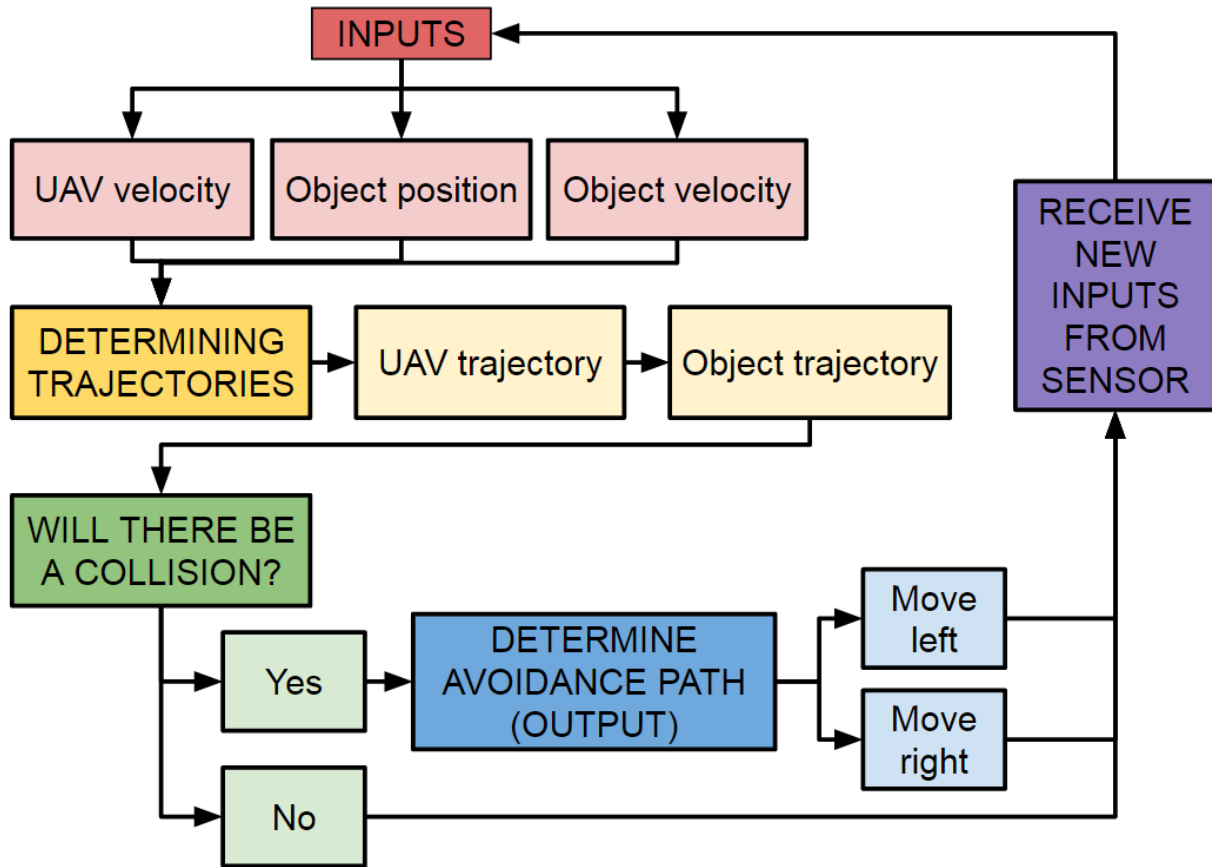 INPUTS
UAV velocity
Object position
Object velocity
RECEIVE
NEW
INPUTS
FROM
SENSOR
DETERMINING
TRAJECTORIES
UAV trajectory
Object trajectory
WILL THERE BE
A COLLISION?
Yes
DETERMINE
AVOIDANCE PATH
(OUTPUT)
Move
left
Move
right
No